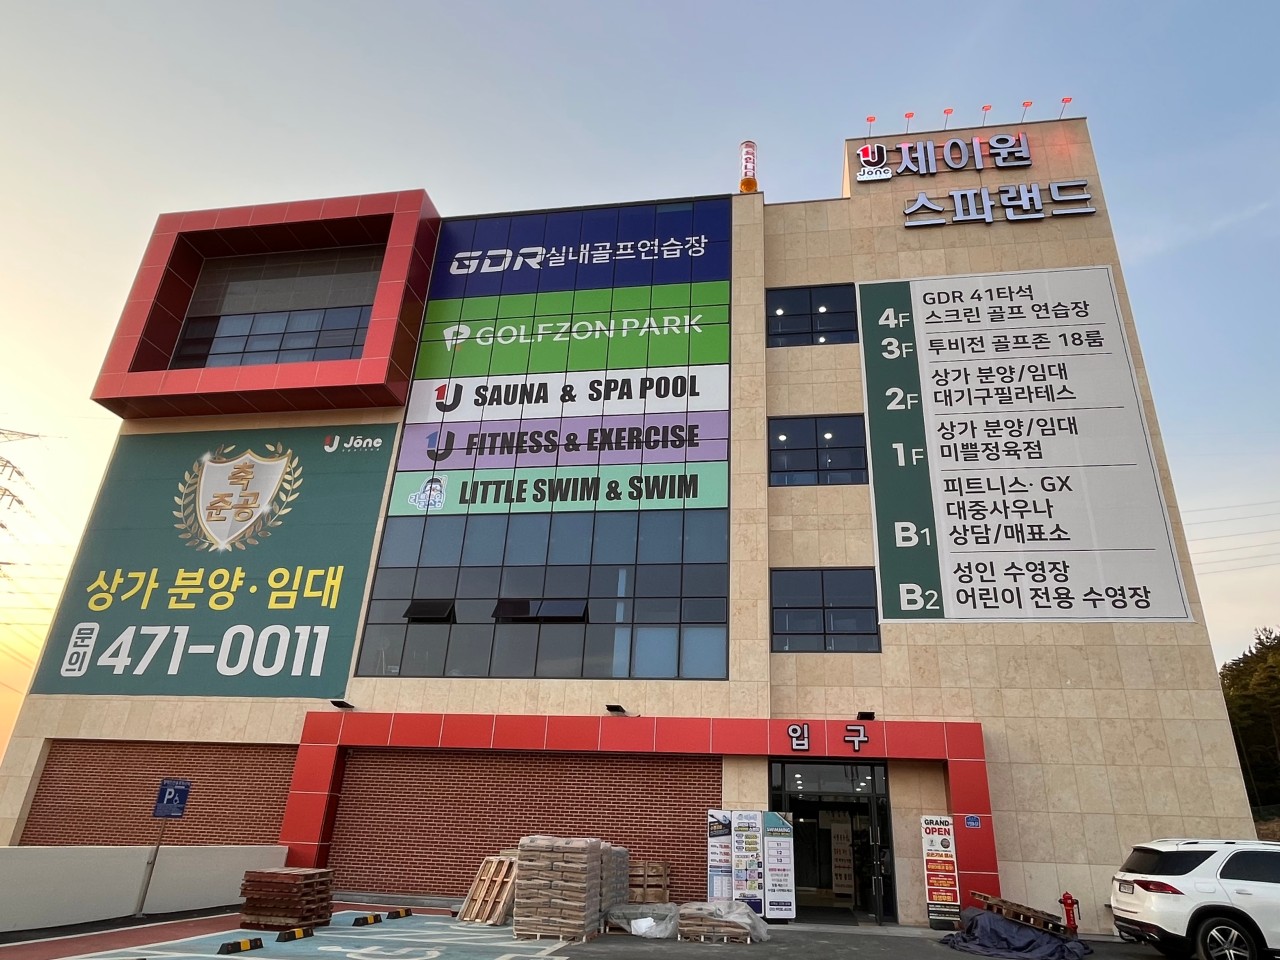 Jone
제이원
스파랜드
GDR 실내골프연습장
GOLFZON PARK
SAUNA & SPA POOL
FITNESS & EXERCISE
LITTLE SWIM & SWIM
4F
GDR 41타석
스크린 골프 연습장
3F
투비전 골프존 18룸
2F
상가 분양/임대
대기구필라테스
1F
상가 분양/임대
미쁠정육점
B1
피트니스·GX
대중사우나
상담/매표소
B2
성인 수영장
어린이 전용 수영장
Jone
축
준공
상가 분양·임대
문의 471-0011
입구
P
GRAND
OPEN
SWIMMING